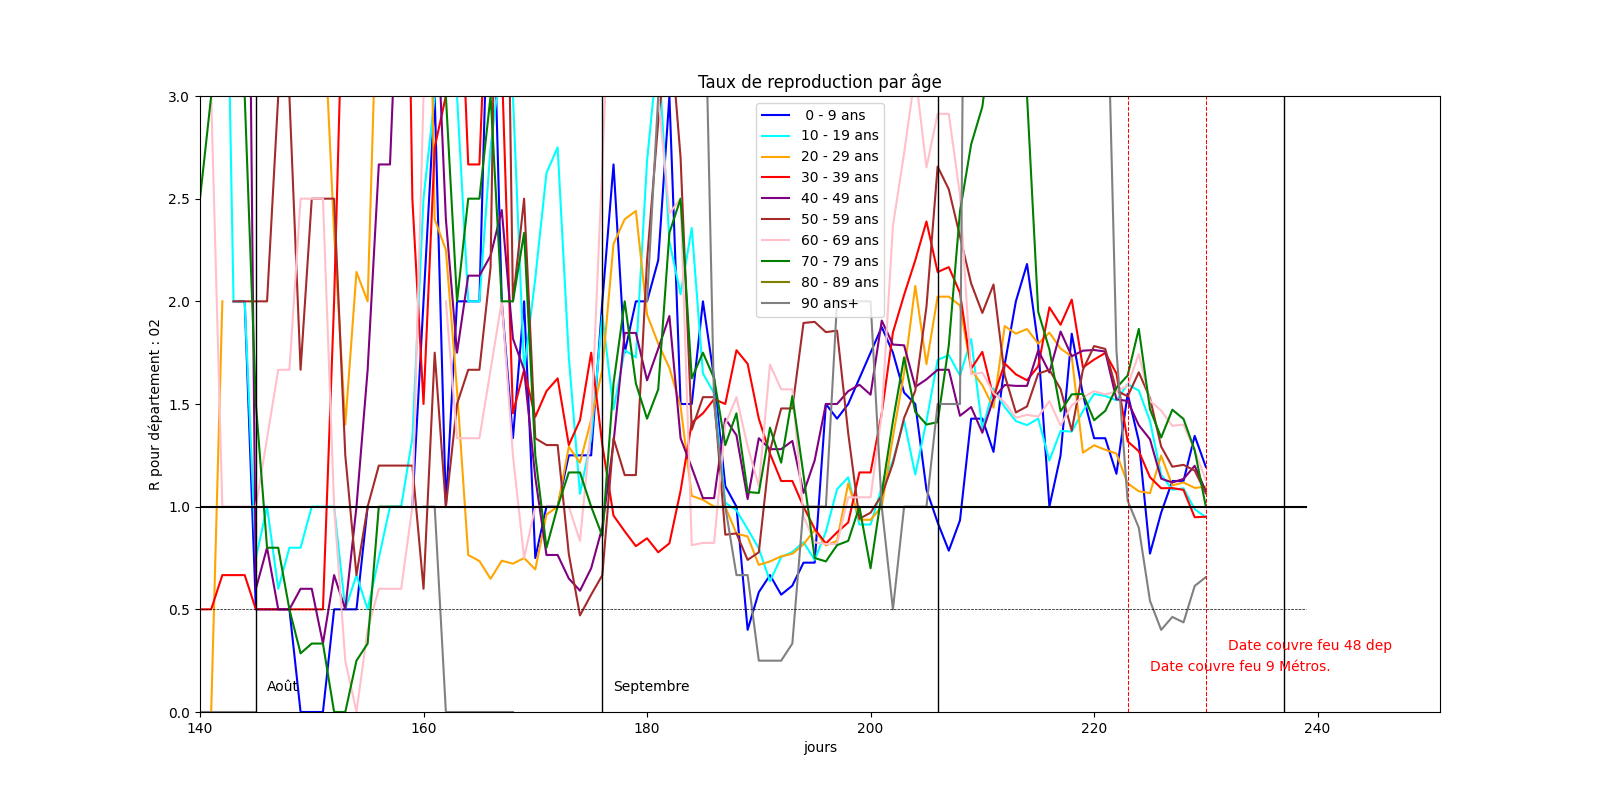 Taux de reproduction par âge
3.0
2.5
2.0
1.5
1.0
0.5
0.0
R pour département : 02
0 - 9 ans
10 - 19 ans
20 - 29 ans
30 - 39 ans
40 - 49 ans
50 - 59 ans
60 - 69 ans
70 - 79 ans
80 - 89 ans
90 ans+
Date couvre feu 48 dep
Date couvre feu 9 Métros.
Août
Septembre
140
160
180
200
220
240
jours